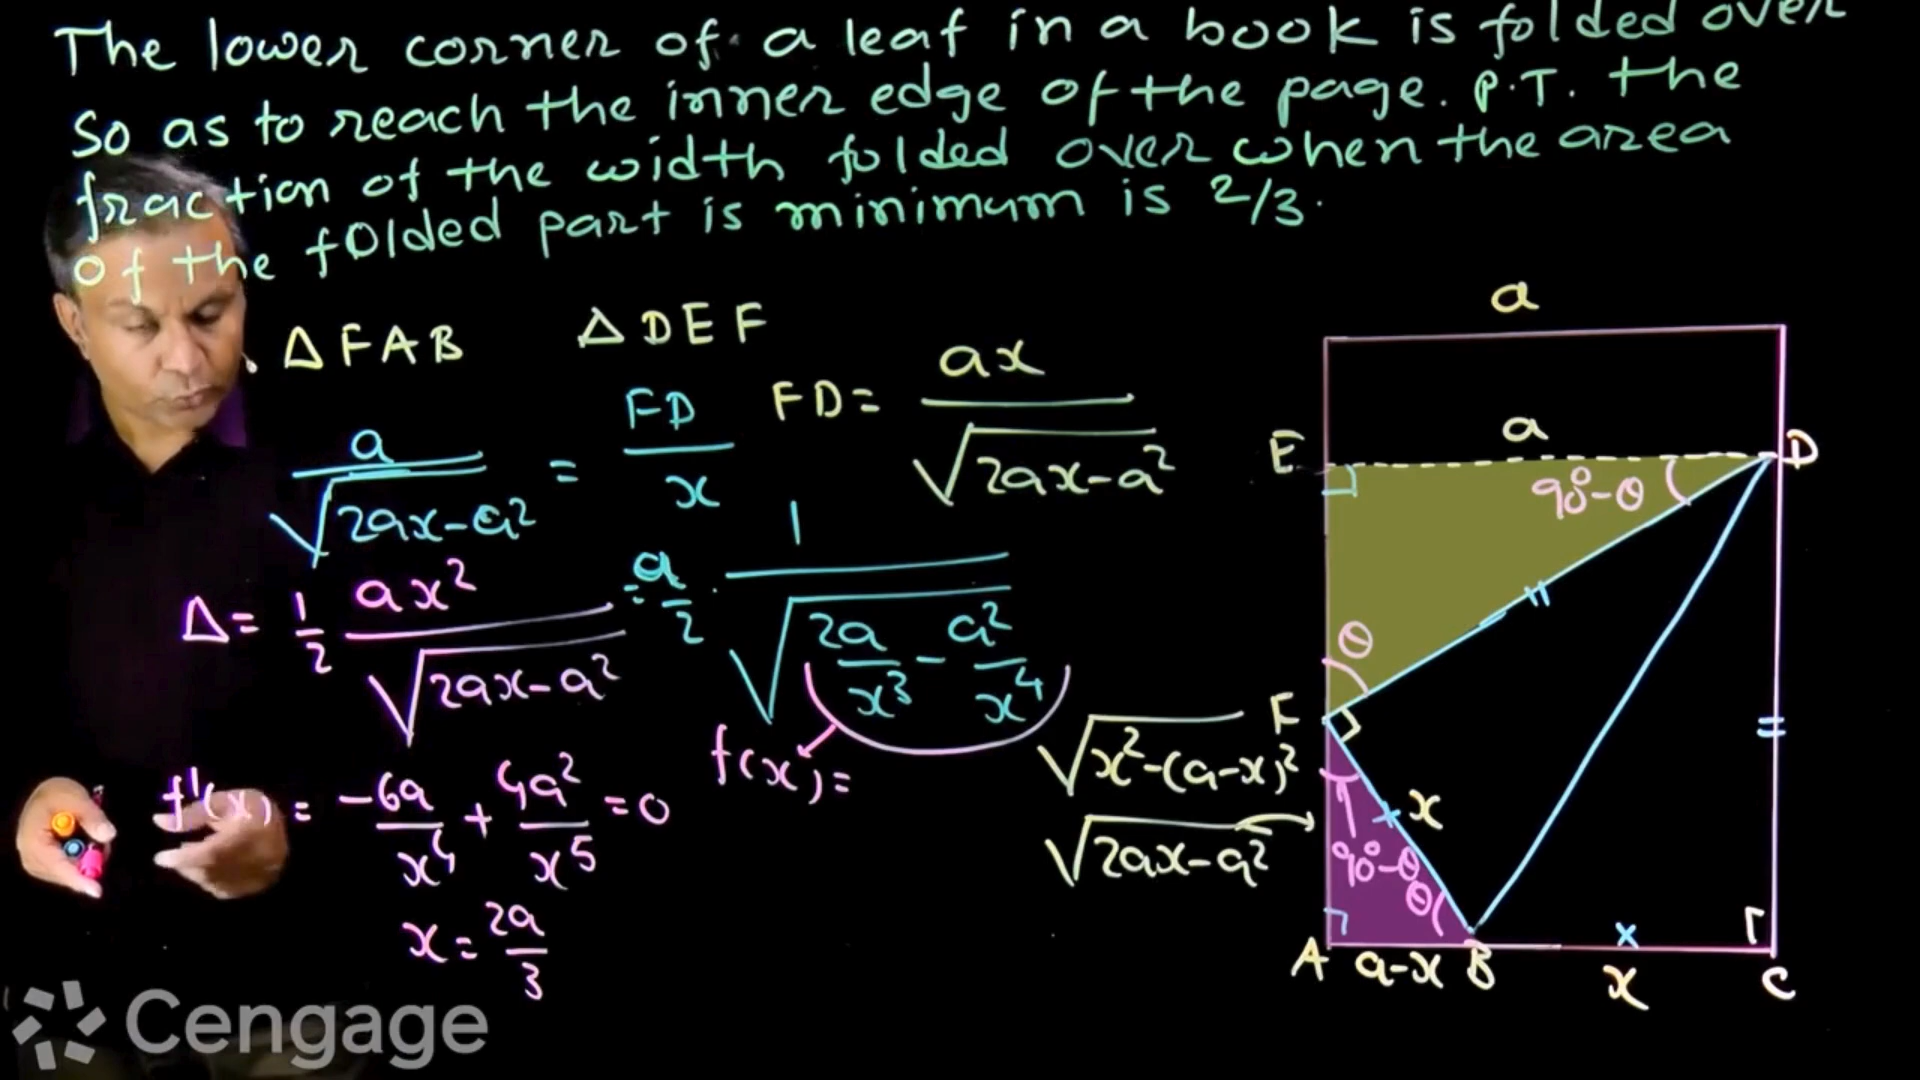 The lower corner of a leaf in a book is folded over
So as to reach the inner edge of the page. P.T. the
fraction of the width folded over when the area
of the folded part is minimum is 2/3.
Δ FAB Δ DEF
a/√(2ax-a²) = FD/x FD = ax/√(2ax-a²)
Δ = 1/2 ax²/√(2ax-a²) = a/2 · 1/√(2a/x³ - a²/x⁴)
f(x) =
f'(x) = -6a/x⁴ + 4a²/x⁵ = 0
x = 2a/3
√(x²-(a-x)²)
√(2ax-a²)
a
E a D
90°-θ
θ
F
x
90°-θ
θ
A a-x B x C
Cengage